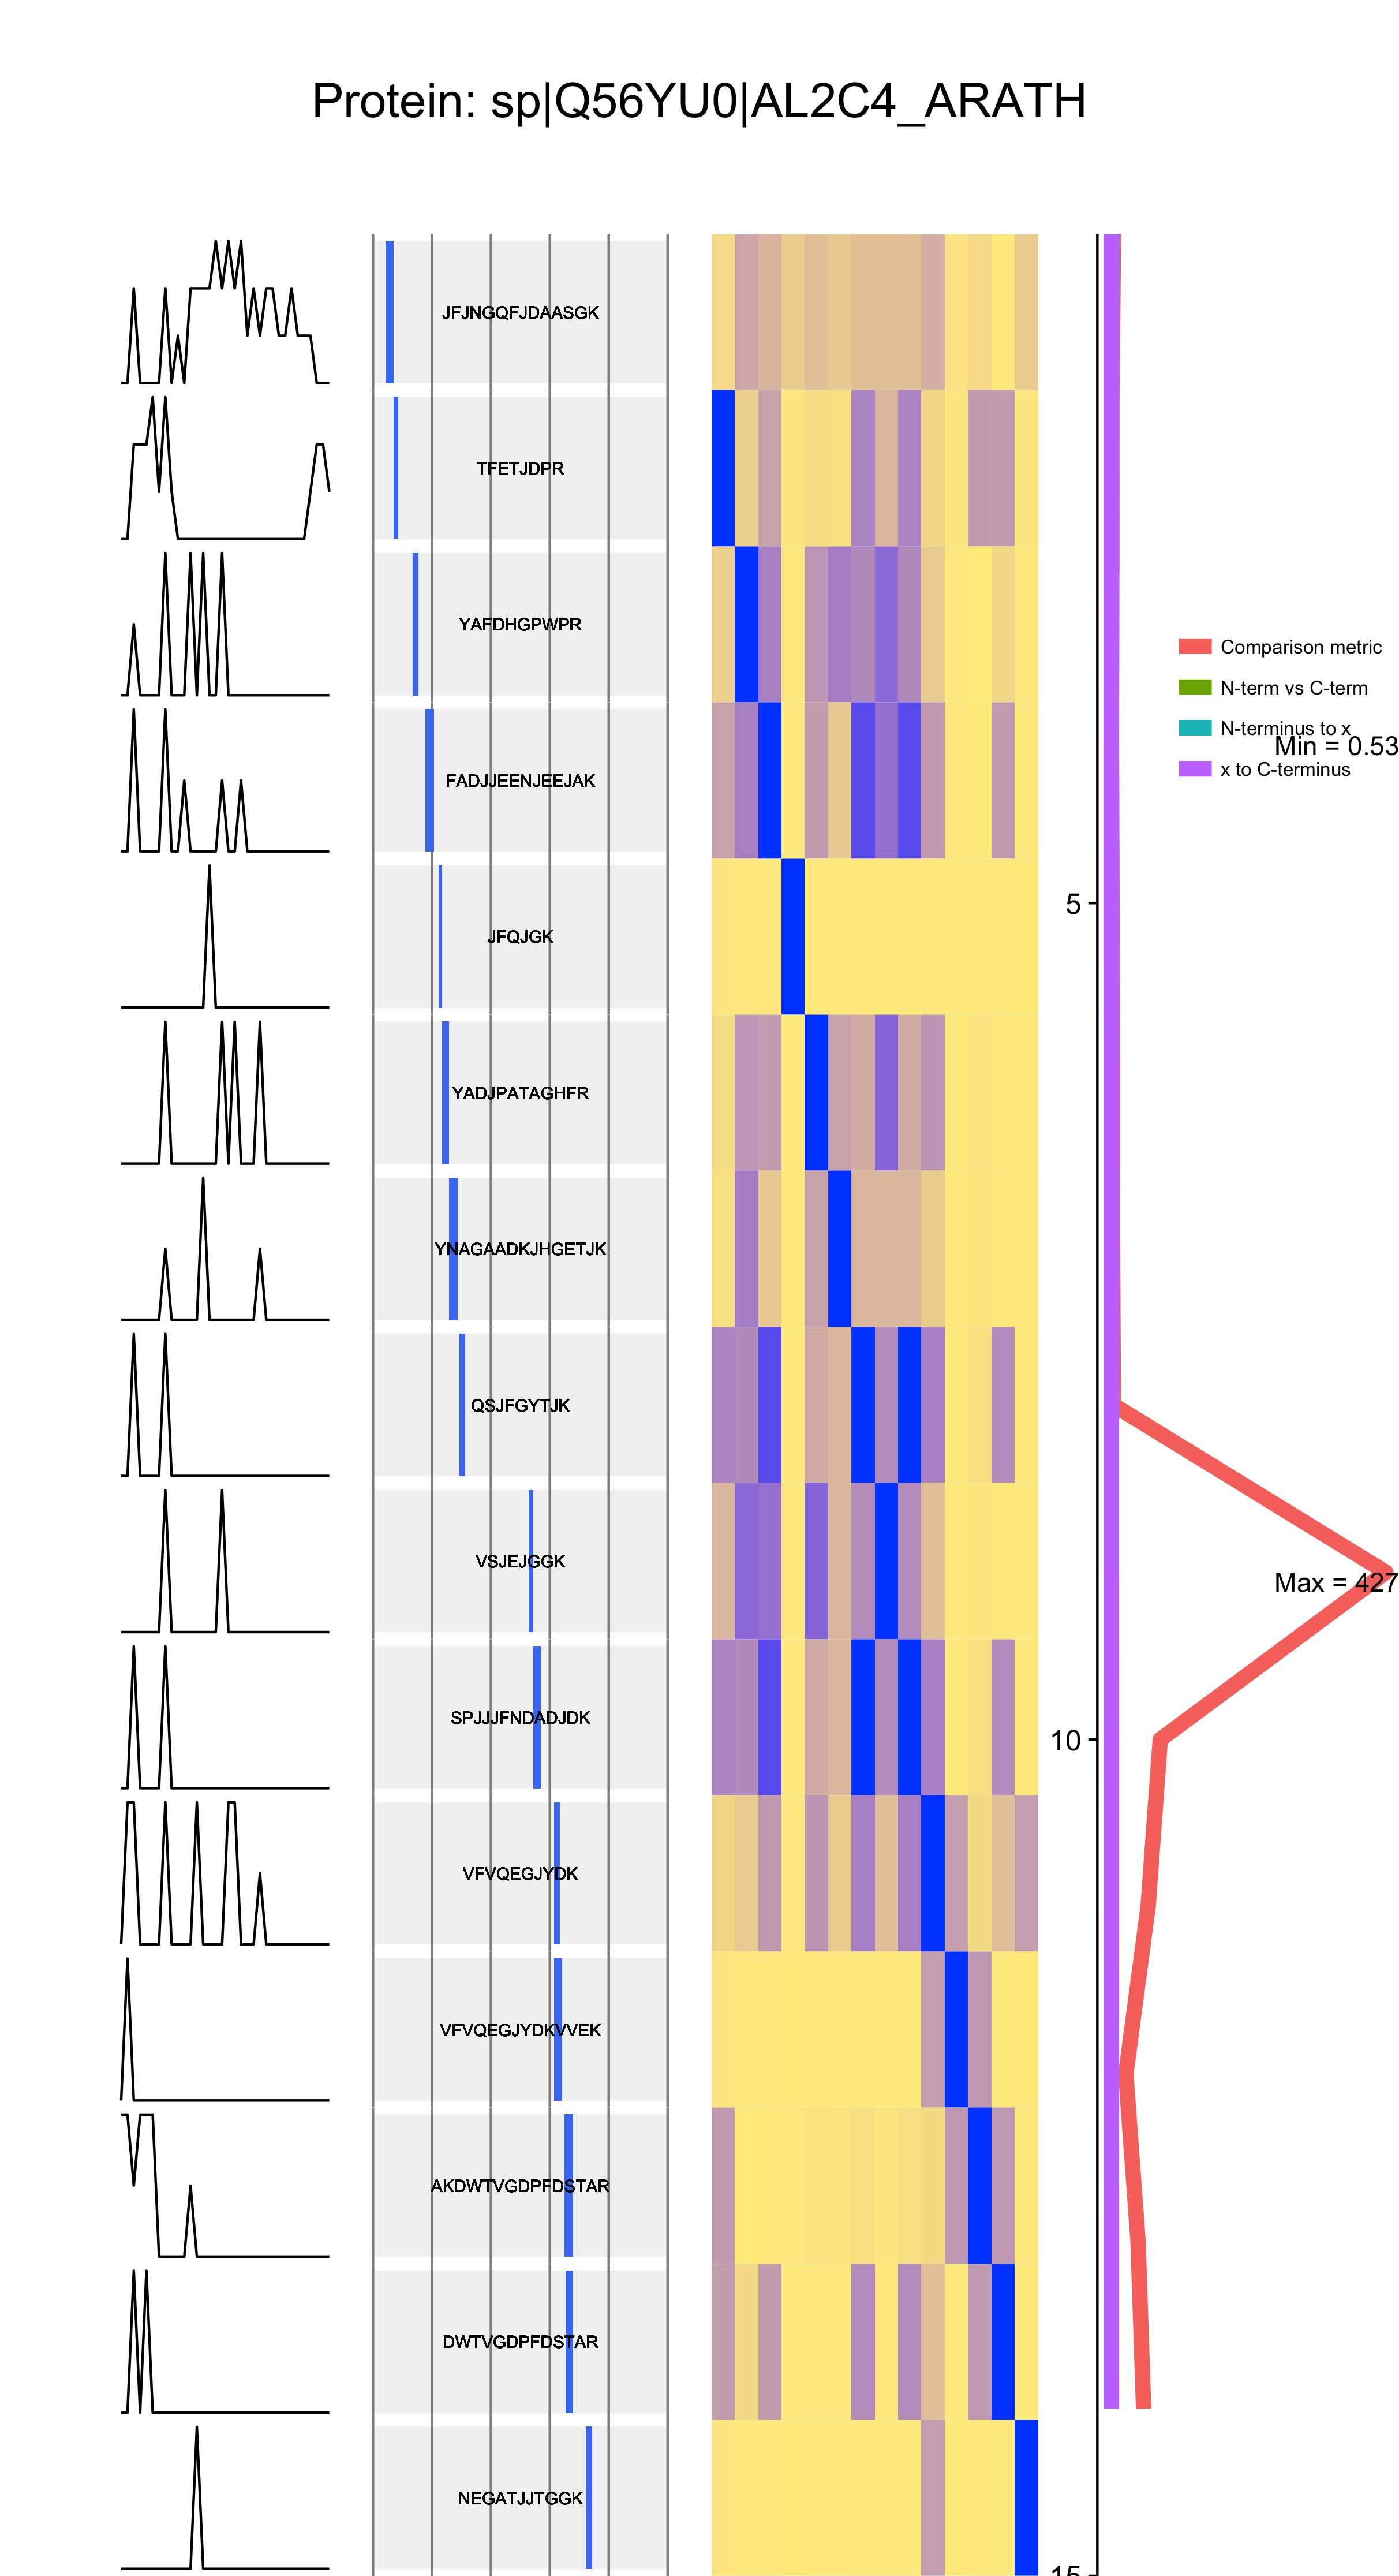 Protein: sp|Q56YU0|AL2C4_ARATH
JFJNGQFJDAASGK
TFETJDPR
YAFDHGPWPR
Comparison metric
N-term vs C-term
N-terminus to x
Min = 0.53
x to C-terminus
FADJJEENJEEJAK
5
JFQJGK
YADJPATAGHFR
YNAGAADKJHGETJK
QSJFGYTJK
VSJEJGGK
Max = 427
SPJJJFNDADJDK
10
VFVQEGJYDK
VFVQEGJYDKVVEK
AKDWTVGDPFDSTAR
DWTVGDPFDSTAR
NEGATJJTGGK
15